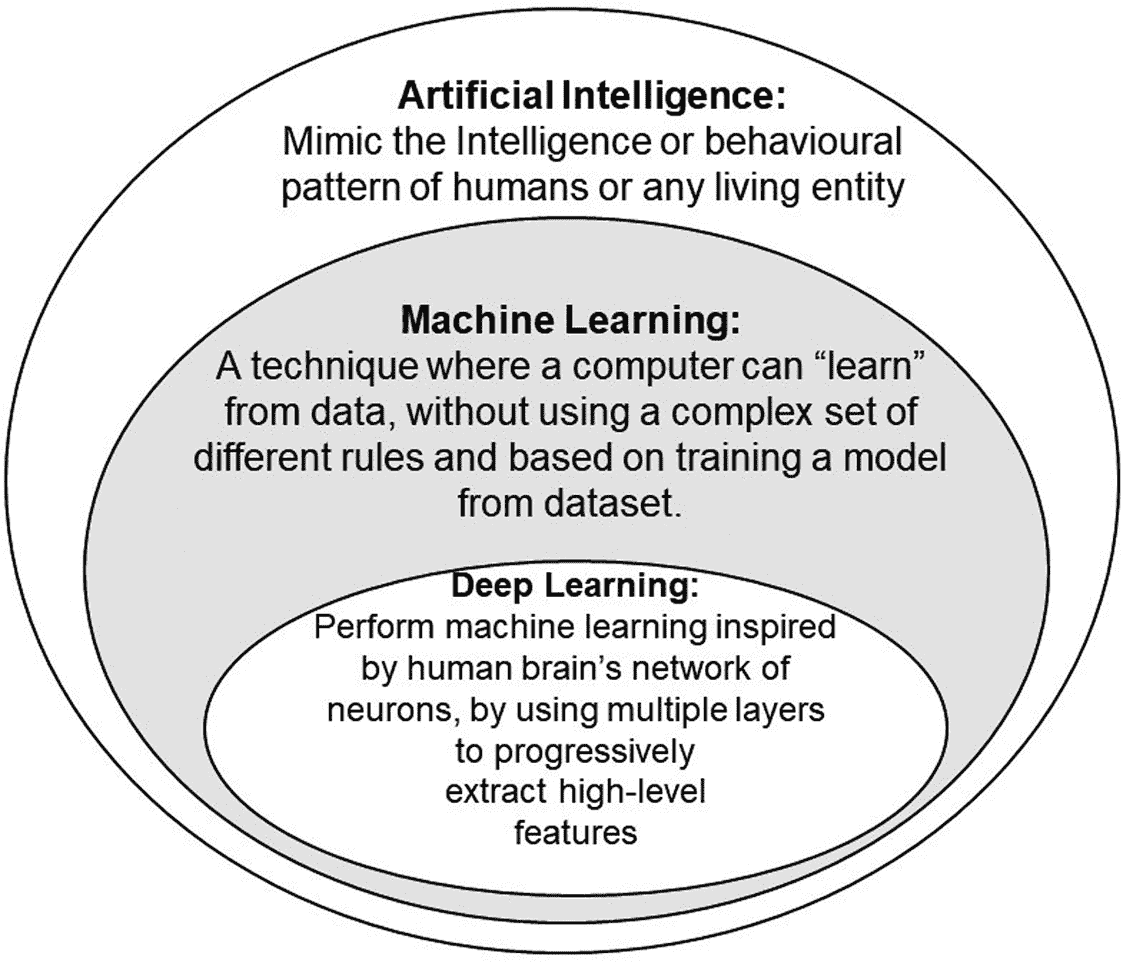 Artificial Intelligence:
Mimic the Intelligence or behavioural
pattern of humans or any living entity
Machine Learning:
A technique where a computer can “learn”
from data, without using a complex set of
different rules and based on training a model
from dataset.
Deep Learning:
Perform machine learning inspired
by human brain’s network of
neurons, by using multiple layers
to progressively
extract high-level
features